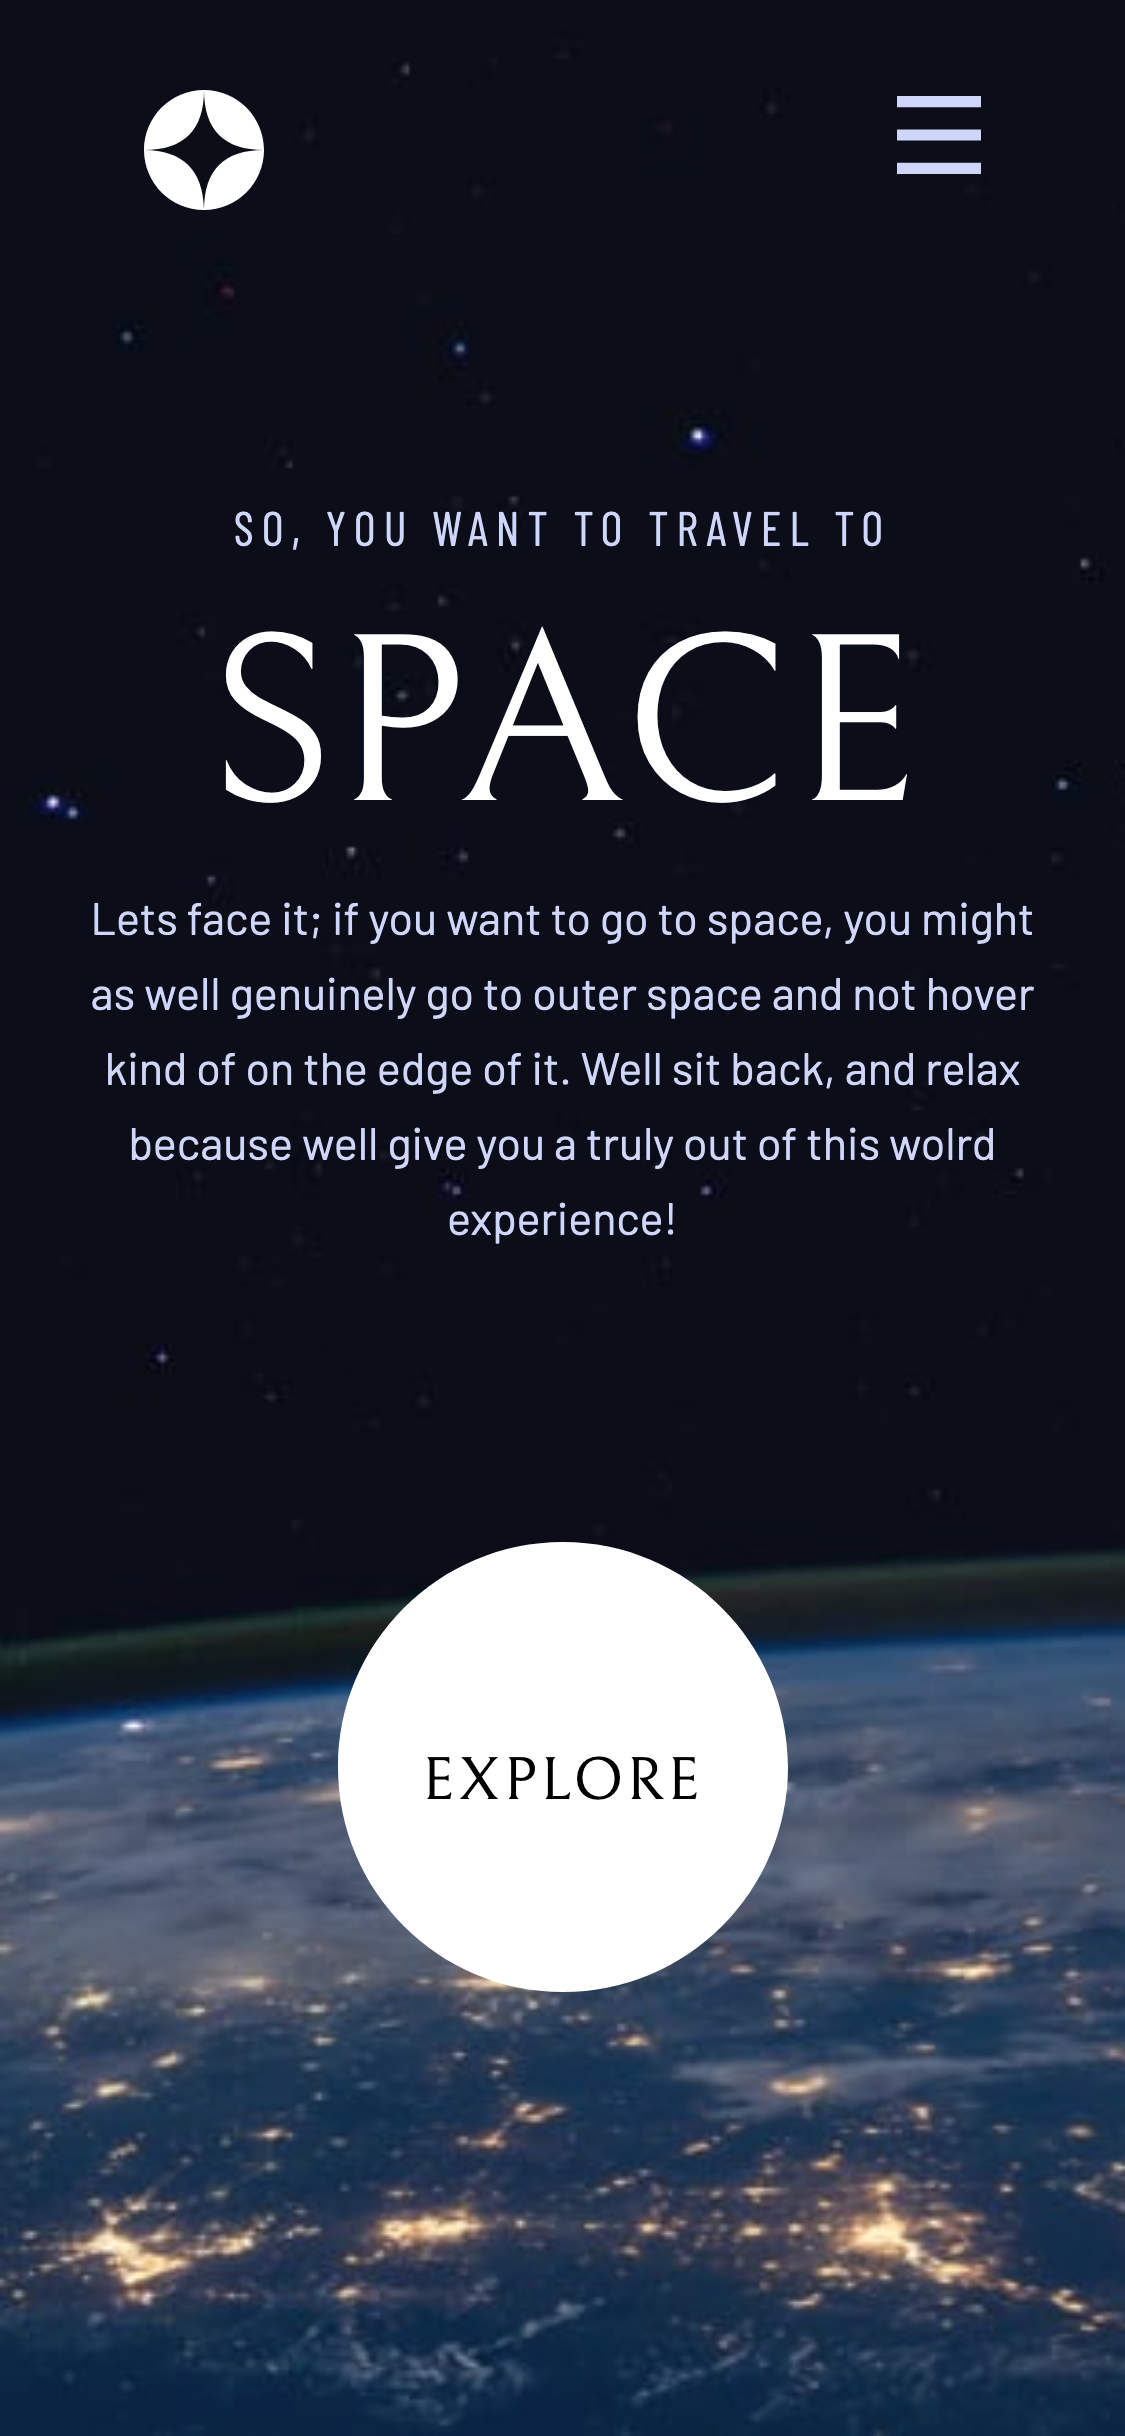 SO, YOU WANT TO TRAVEL TO
SPACE
Lets face it; if you want to go to space, you might
as well genuinely go to outer space and not hover
kind of on the edge of it. Well sit back, and relax
because well give you a truly out of this wolrd
experience!
EXPLORE